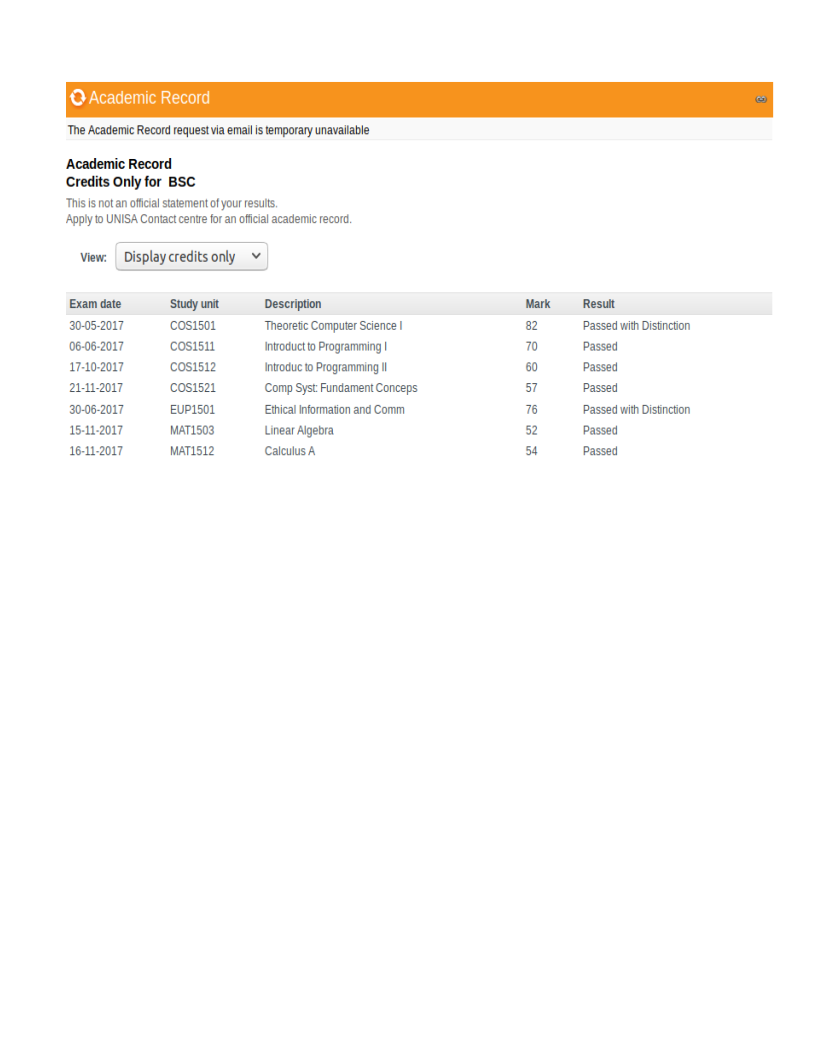 Academic Record
The Academic Record request via email is temporary unavailable
Academic Record
Credits Only for BSC
This is not an official statement of your results.
Apply to UNISA Contact centre for an official academic record.
View: Display credits only
Exam date Study unit Description Mark Result
30-05-2017 COS1501 Theoretic Computer Science I 82 Passed with Distinction
06-06-2017 COS1511 Introduct to Programming I 70 Passed
17-10-2017 COS1512 Introduc to Programming II 60 Passed
21-11-2017 COS1521 Comp Syst: Fundament Conceps 57 Passed
30-06-2017 EUP1501 Ethical Information and Comm 76 Passed with Distinction
15-11-2017 MAT1503 Linear Algebra 52 Passed
16-11-2017 MAT1512 Calculus A 54 Passed